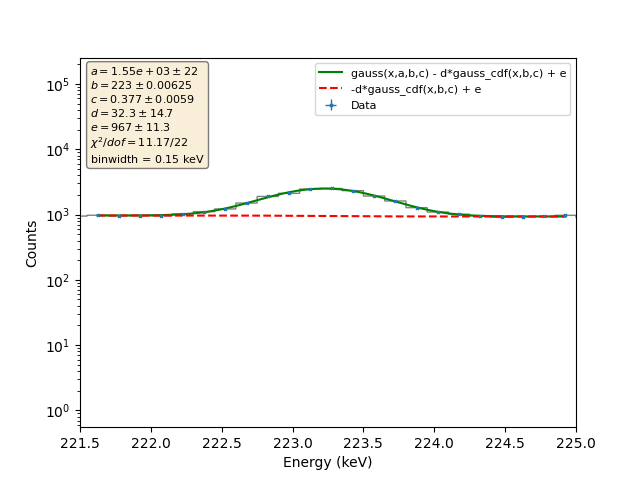 a = 1.55e + 03 ± 22
b = 223 ± 0.00625
c = 0.377 ± 0.0059
d = 32.3 ± 14.7
e = 967 ± 11.3
χ²/dof = 11.17/22
binwidth = 0.15 keV
gauss(x,a,b,c) - d*gauss_cdf(x,b,c) + e
-d*gauss_cdf(x,b,c) + e
Data
Counts
10⁵
10⁴
10³
10²
10¹
10⁰
221.5 222.0 222.5 223.0 223.5 224.0 224.5 225.0
Energy (keV)